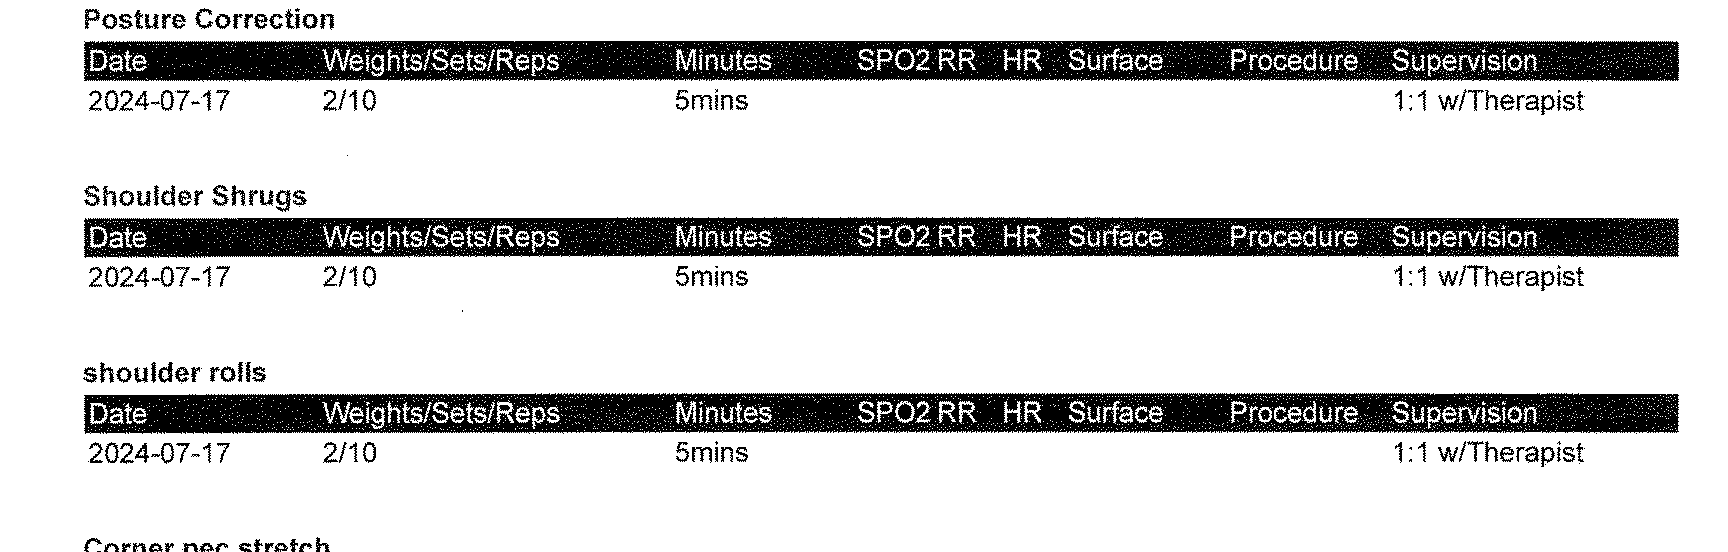 Posture Correction
Date Weights/Sets/Reps Minutes SPO2 RR HR Surface Procedure Supervision
2024-07-17 2/10 5mins 1:1 w/Therapist
Shoulder Shrugs
Date Weights/Sets/Reps Minutes SPO2 RR HR Surface Procedure Supervision
2024-07-17 2/10 5mins 1:1 w/Therapist
shoulder rolls
Date Weights/Sets/Reps Minutes SPO2 RR HR Surface Procedure Supervision
2024-07-17 2/10 5mins 1:1 w/Therapist
Corner pec stretch